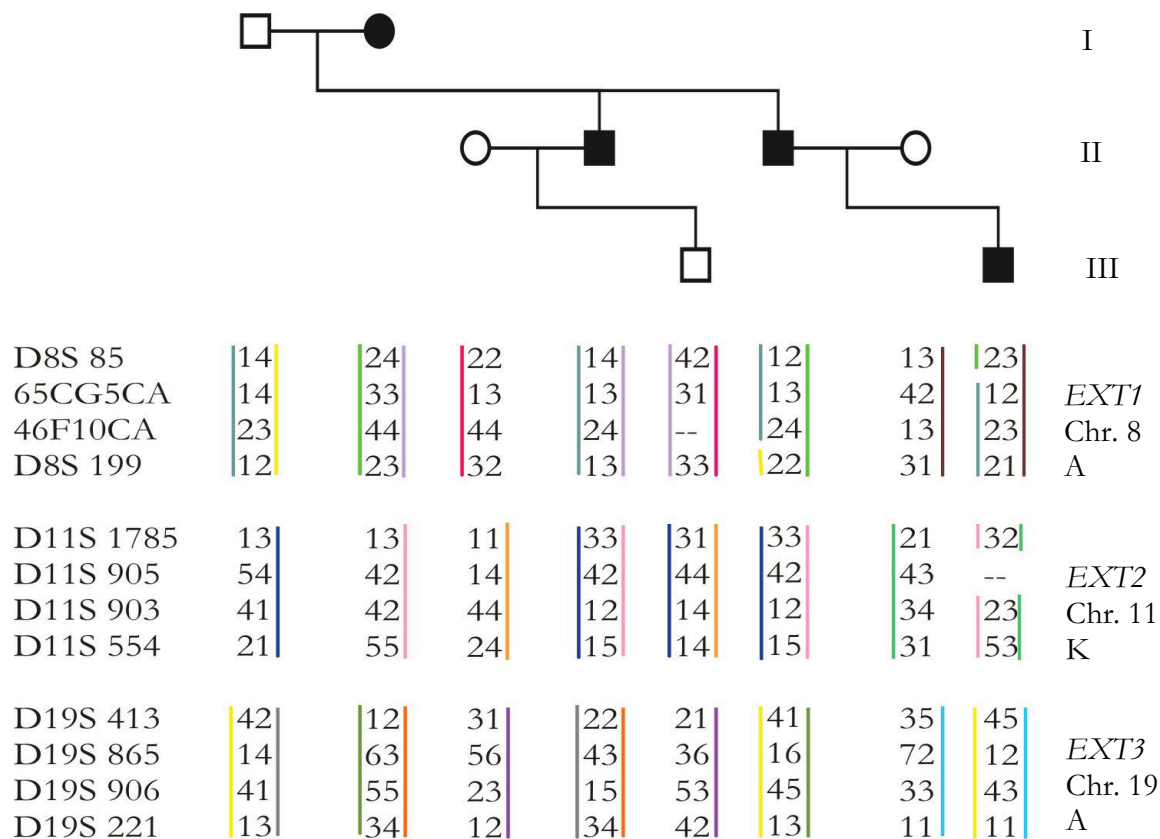 I
II
III
D8S 85 14 24 22 14 42 12 13 23
65CG5CA 14 33 13 13 31 13 42 12 EXT1
46F10CA 23 44 44 24 -- 24 13 23 Chr. 8
D8S 199 12 23 32 13 33 22 31 21 A
D11S 1785 13 13 11 33 31 33 21 32
D11S 905 54 42 14 42 44 42 43 -- EXT2
D11S 903 41 42 44 12 14 12 34 23 Chr. 11
D11S 554 21 55 24 15 14 15 31 53 K
D19S 413 42 12 31 22 21 41 35 45
D19S 865 14 63 56 43 36 16 72 12 EXT3
D19S 906 41 55 23 15 53 45 33 43 Chr. 19
D19S 221 13 34 12 34 42 13 11 11 A